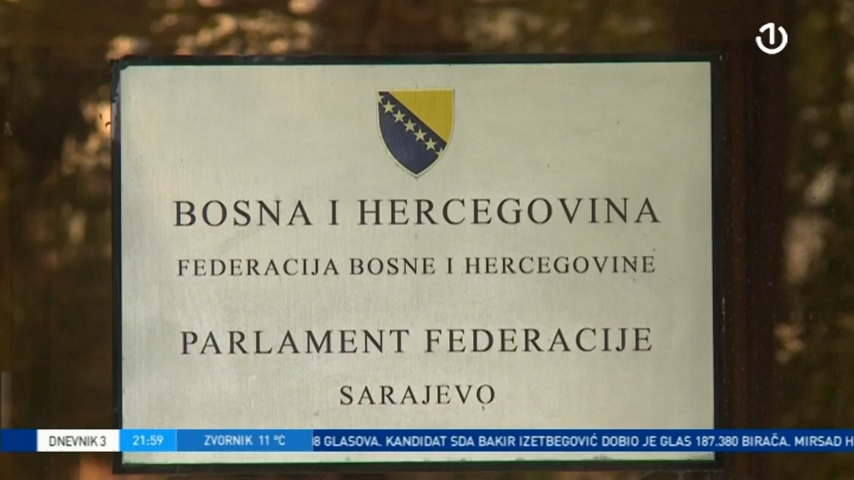 BOSNA I HERCEGOVINA
FEDERACIJA BOSNE I HERCEGOVINE
PARLAMENT FEDERACIJE
SARAJEVO
DNEVNIK 3 21:59 ZVORNIK 11 °C 8 GLASOVA. KANDIDAT SDA BAKIR IZETBEGOVIĆ DOBIO JE GLAS 187.380 BIRAČA. MIRSAD H